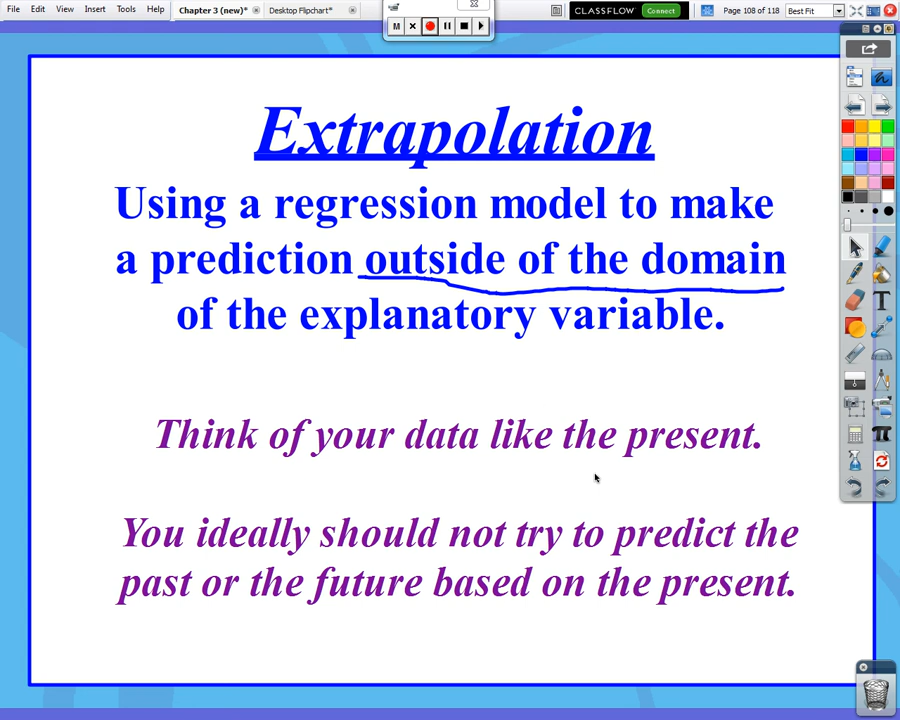 File Edit View Insert Tools Help Chapter 3 (new)* Desktop Flipchart* CLASSFLOW Connect Page 108 of 118 Best Fit
M
Extrapolation
Using a regression model to make
a prediction outside of the domain
of the explanatory variable.
Think of your data like the present.
You ideally should not try to predict the
past or the future based on the present.